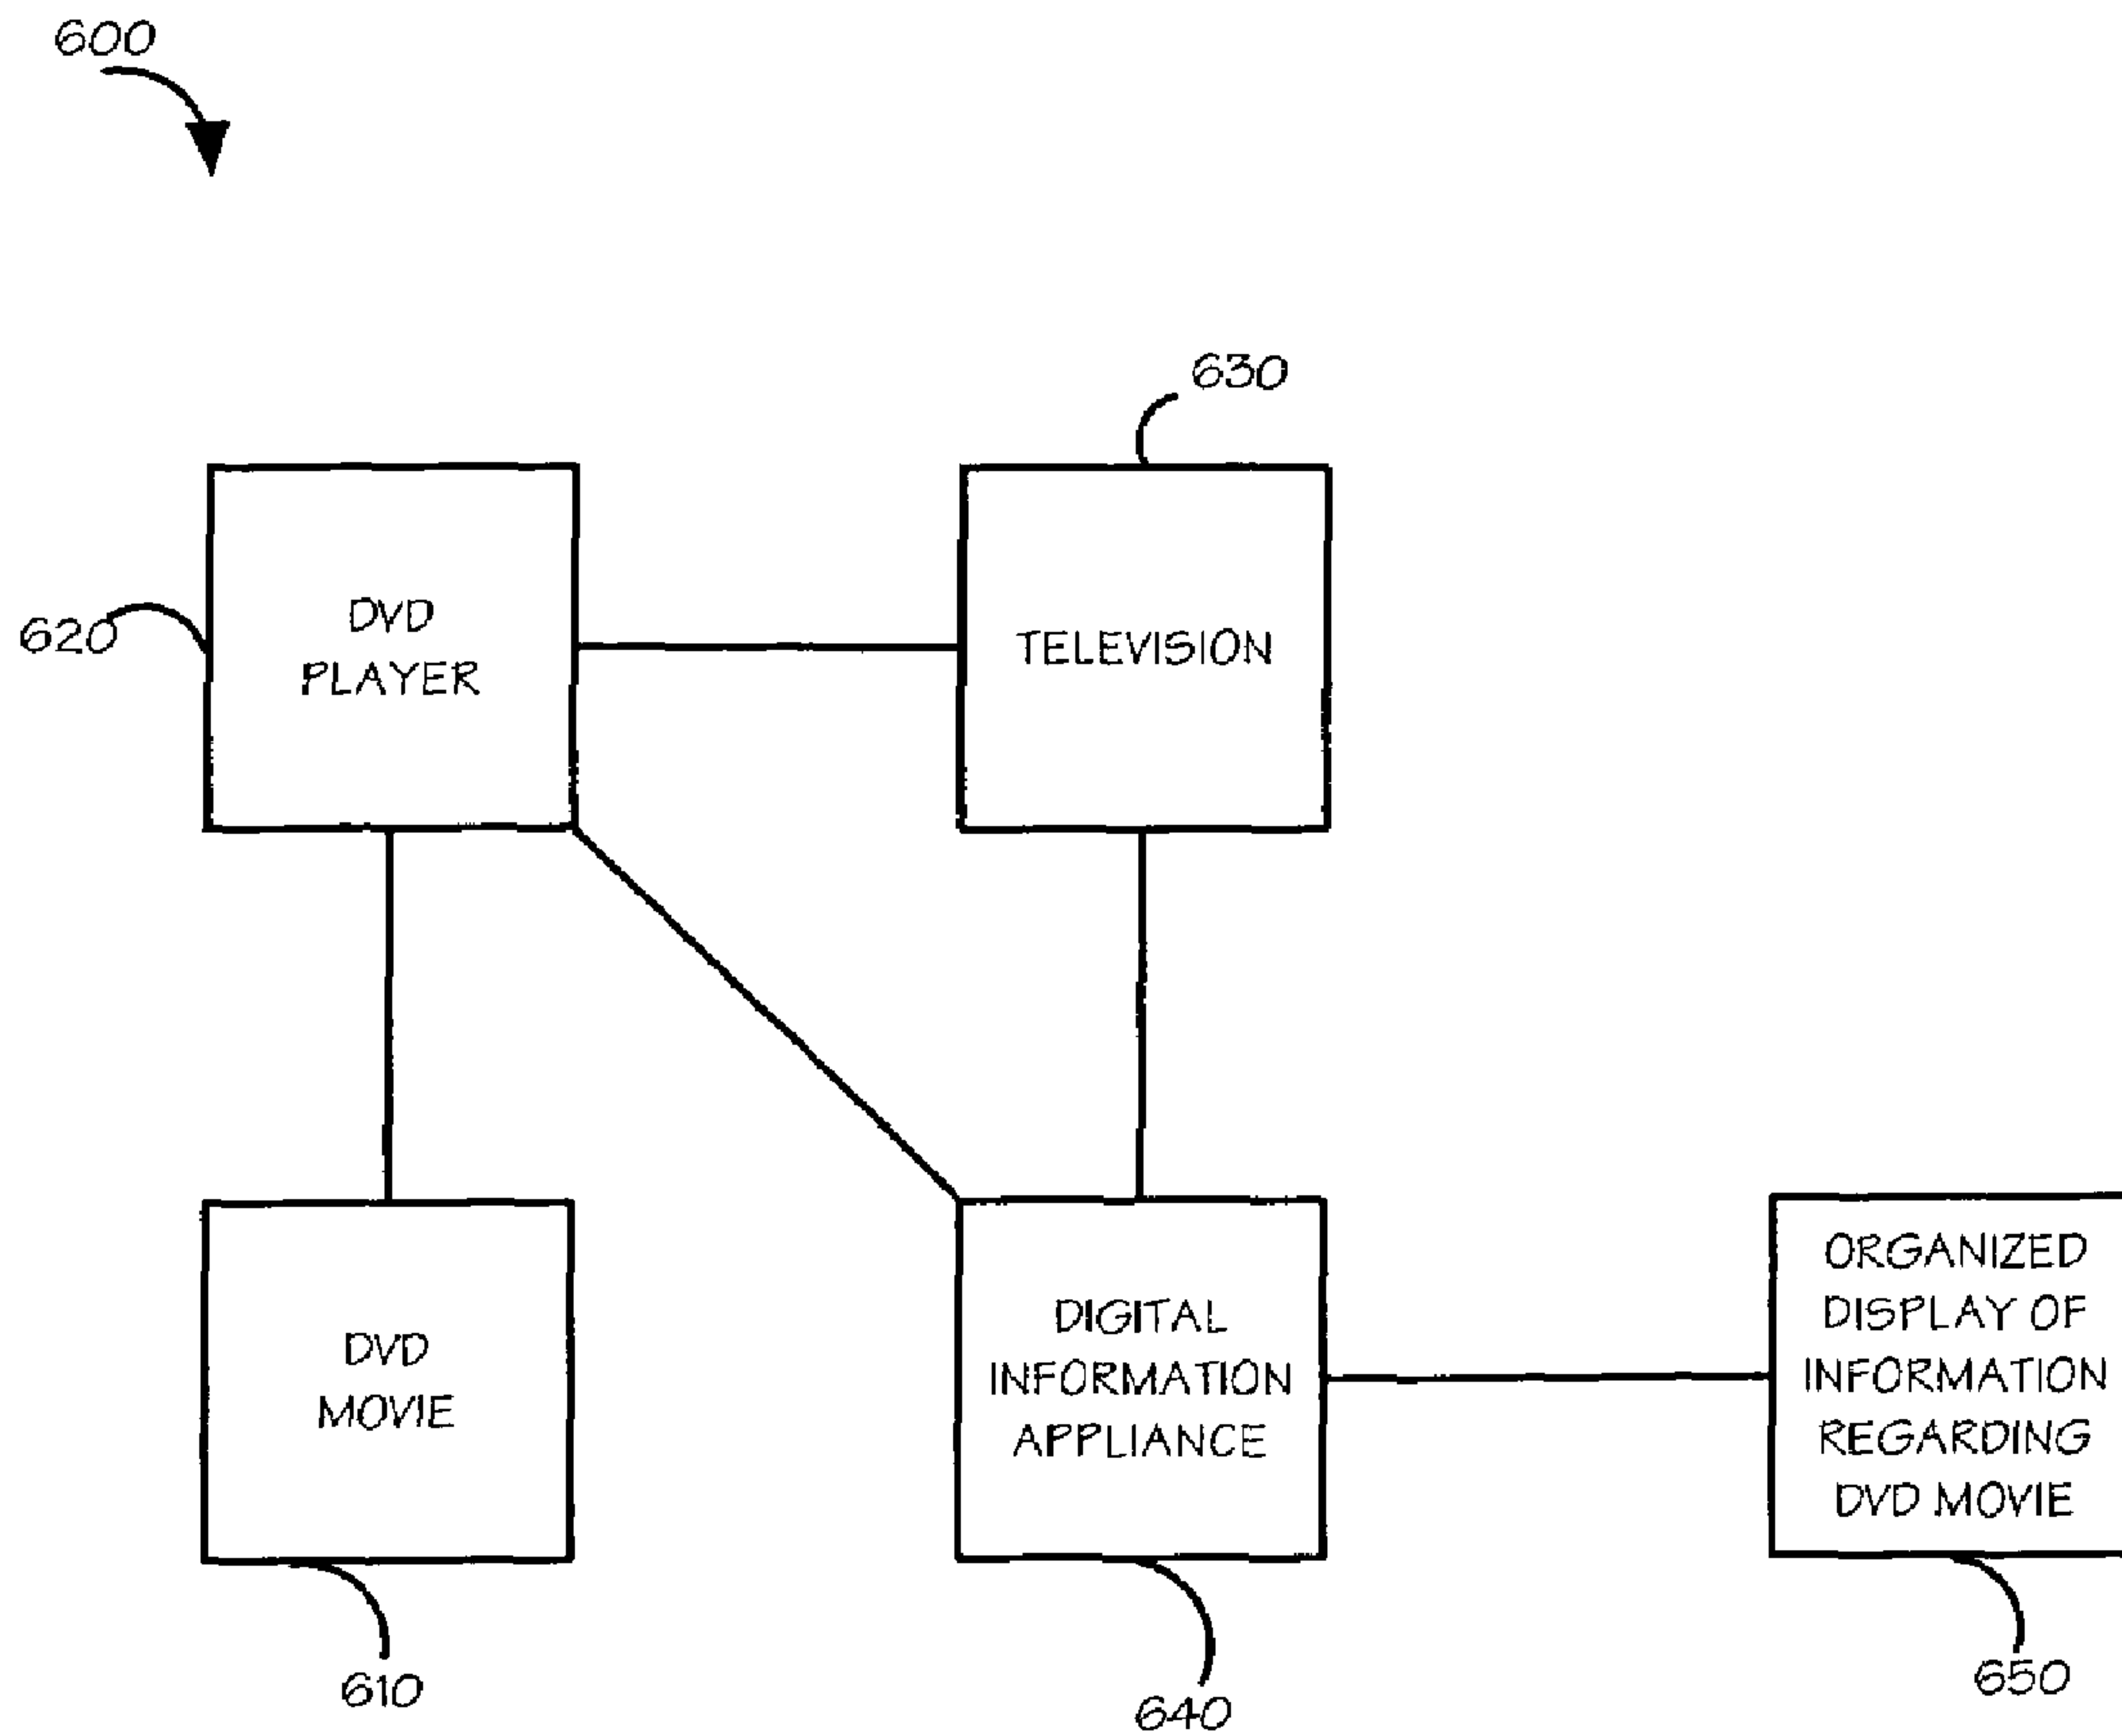 600
630
DVD
PLAYER
TELEVISION
620
ORGANIZED
DISPLAY OF
INFORMATION
REGARDING
DVD MOVIE
DIGITAL
INFORMATION
APPLIANCE
DVD
MOVIE
610
640
650